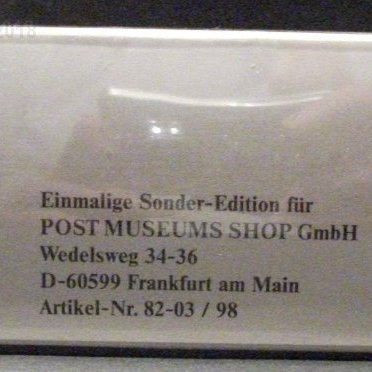 2018
Einmalige Sonder-Edition für
POST MUSEUMS SHOP GmbH
Wedelsweg 34-36
D-60599 Frankfurt am Main
Artikel-Nr. 82-03 / 98